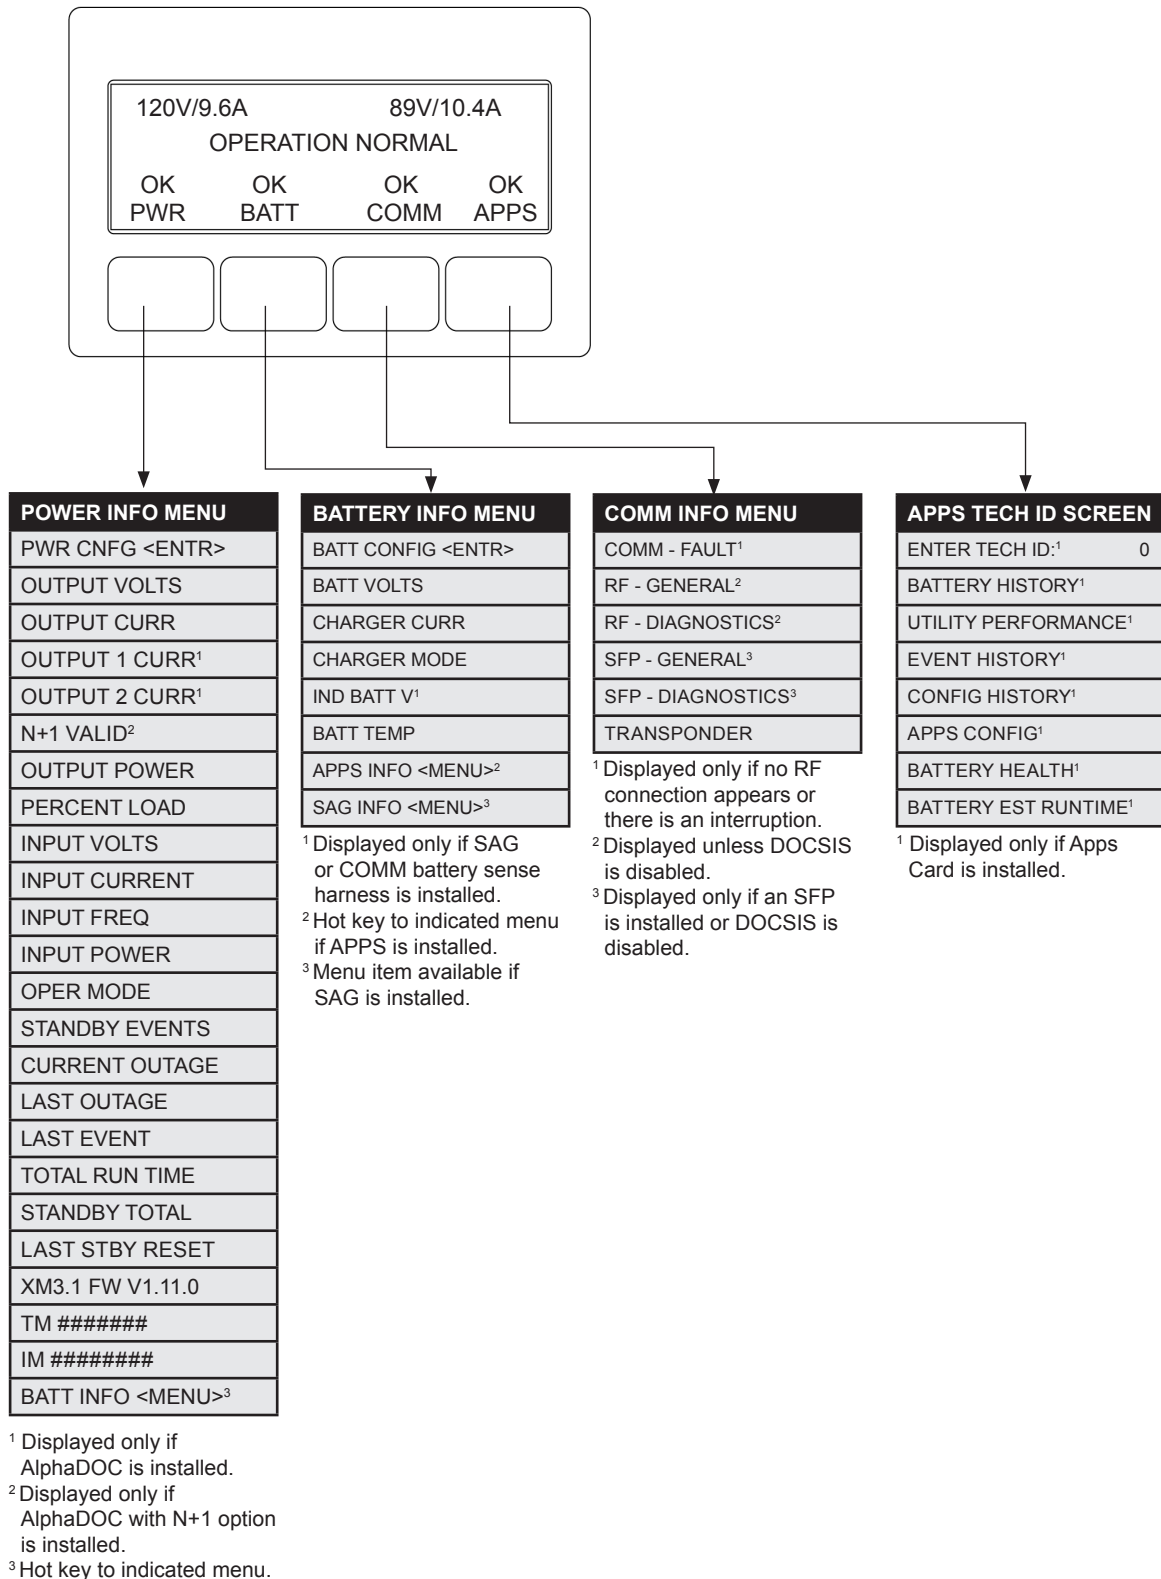 120V/9.6A 89V/10.4A
OPERATION NORMAL
OK OK OK OK
PWR BATT COMM APPS
POWER INFO MENU
PWR CNFG <ENTR>
OUTPUT VOLTS
OUTPUT CURR
OUTPUT 1 CURR¹
OUTPUT 2 CURR¹
N+1 VALID²
OUTPUT POWER
PERCENT LOAD
INPUT VOLTS
INPUT CURRENT
INPUT FREQ
INPUT POWER
OPER MODE
STANDBY EVENTS
CURRENT OUTAGE
LAST OUTAGE
LAST EVENT
TOTAL RUN TIME
STANDBY TOTAL
LAST STBY RESET
XM3.1 FW V1.11.0
TM #######
IM ########
BATT INFO <MENU>³
¹ Displayed only if
AlphaDOC is installed.
² Displayed only if
AlphaDOC with N+1 option
is installed.
³ Hot key to indicated menu.
BATTERY INFO MENU
BATT CONFIG <ENTR>
BATT VOLTS
CHARGER CURR
CHARGER MODE
IND BATT V¹
BATT TEMP
APPS INFO <MENU>²
SAG INFO <MENU>³
¹ Displayed only if SAG
or COMM battery sense
harness is installed.
² Hot key to indicated menu
if APPS is installed.
³ Menu item available if
SAG is installed.
COMM INFO MENU
COMM - FAULT¹
RF - GENERAL²
RF - DIAGNOSTICS²
SFP - GENERAL³
SFP - DIAGNOSTICS³
TRANSPONDER
¹ Displayed only if no RF
connection appears or
there is an interruption.
² Displayed unless DOCSIS
is disabled.
³ Displayed only if an SFP
is installed or DOCSIS is
disabled.
APPS TECH ID SCREEN
ENTER TECH ID:¹ 0
BATTERY HISTORY¹
UTILITY PERFORMANCE¹
EVENT HISTORY¹
CONFIG HISTORY¹
APPS CONFIG¹
BATTERY HEALTH¹
BATTERY EST RUNTIME¹
¹ Displayed only if Apps
Card is installed.